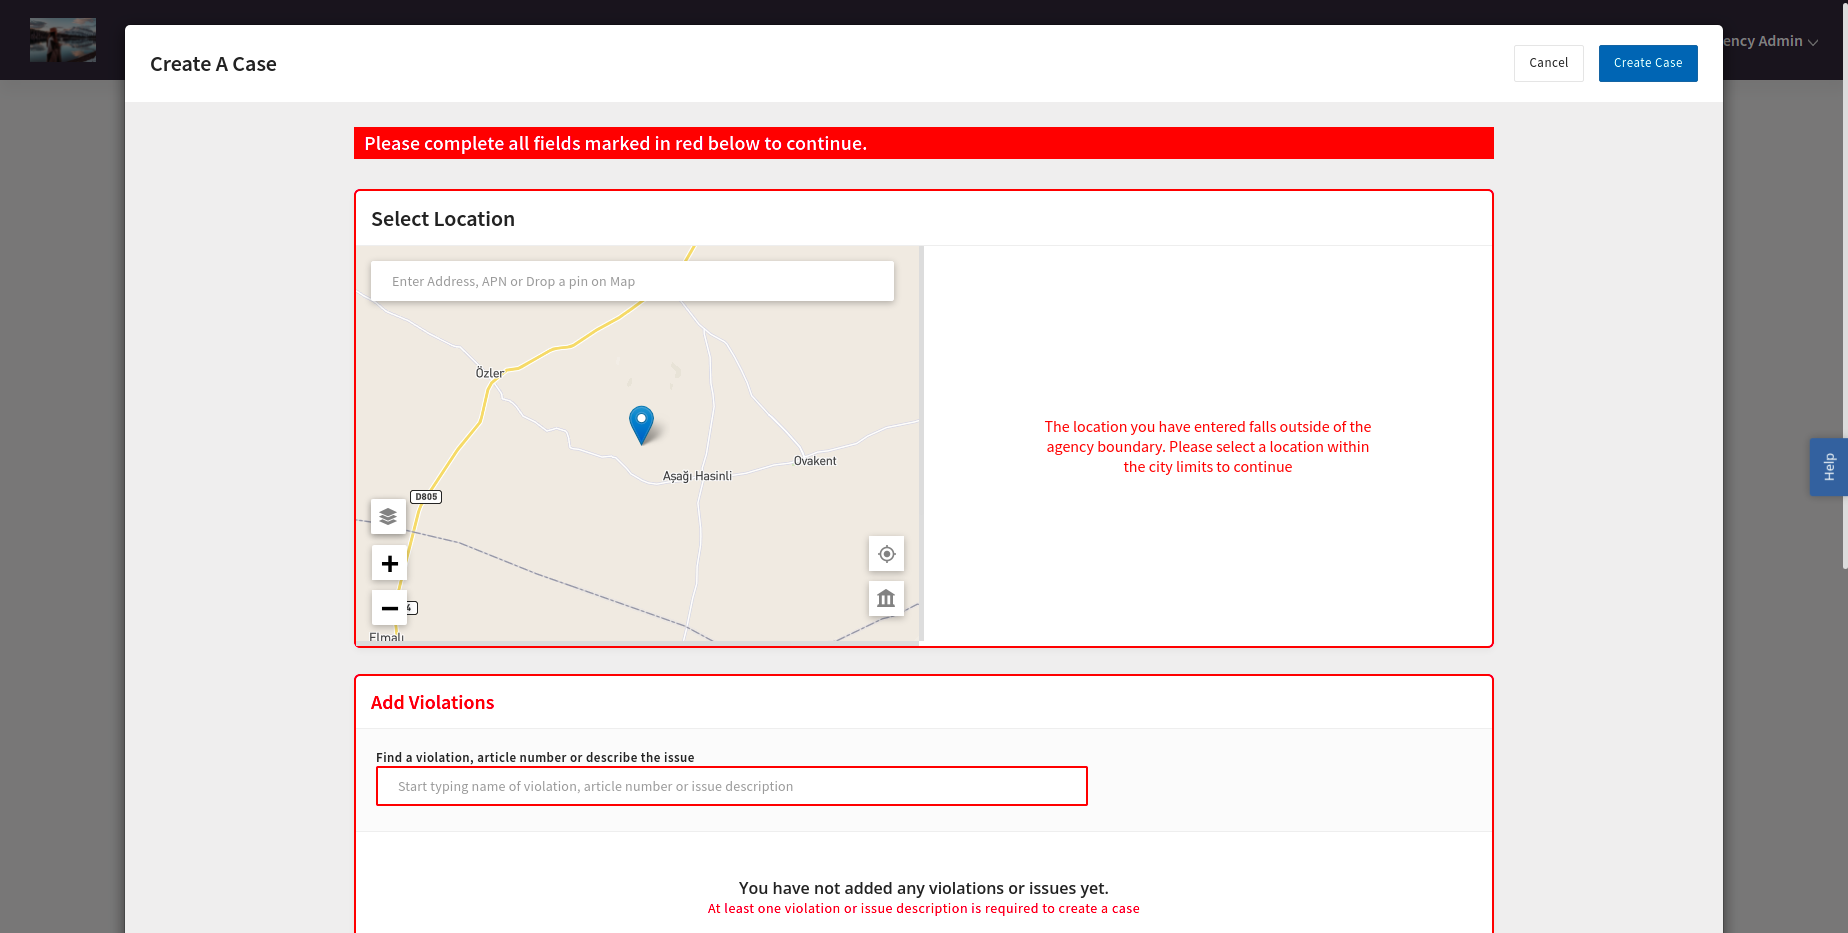 ency Admin
Create A Case
Cancel
Create Case
Please complete all fields marked in red below to continue.
Select Location
Enter Address, APN or Drop a pin on Map
Özler
Ovakent
Aşağı Hasinli
D805
4
Elmalı
The location you have entered falls outside of the
agency boundary. Please select a location within
the city limits to continue
Help
Add Violations
Find a violation, article number or describe the issue
Start typing name of violation, article number or issue description
You have not added any violations or issues yet.
At least one violation or issue description is required to create a case